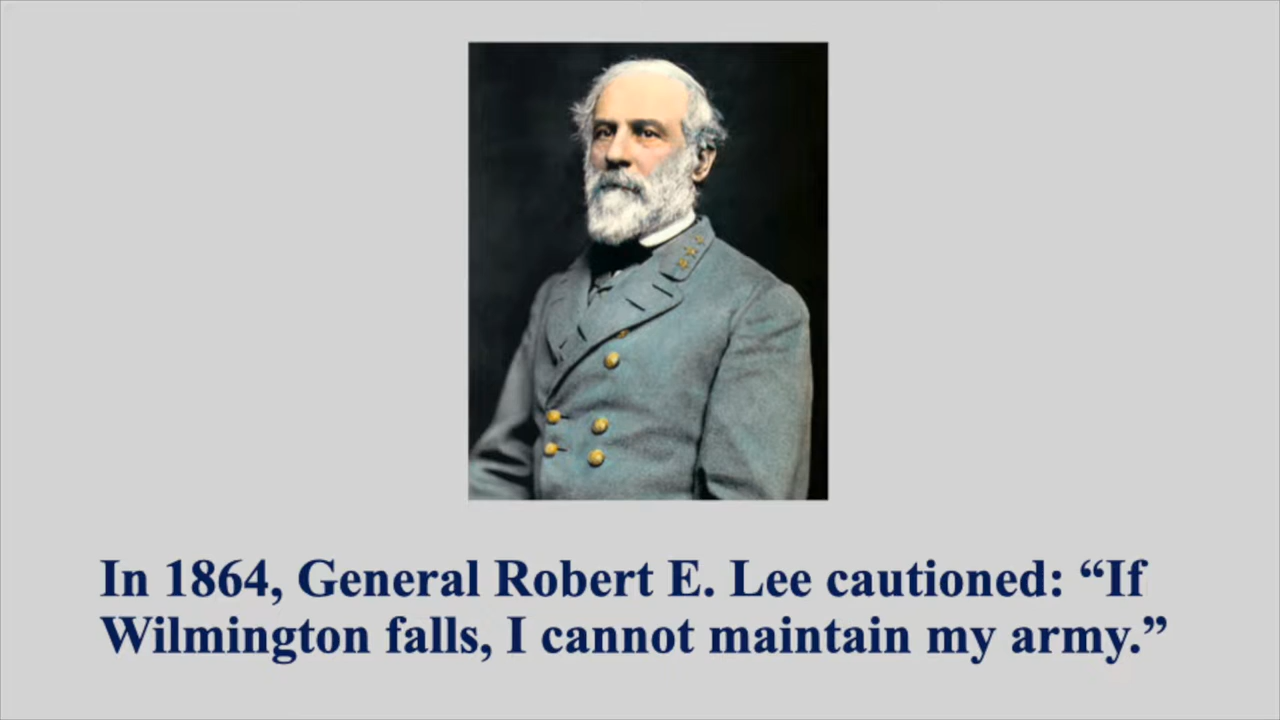 In 1864, General Robert E. Lee cautioned: “If
Wilmington falls, I cannot maintain my army.”